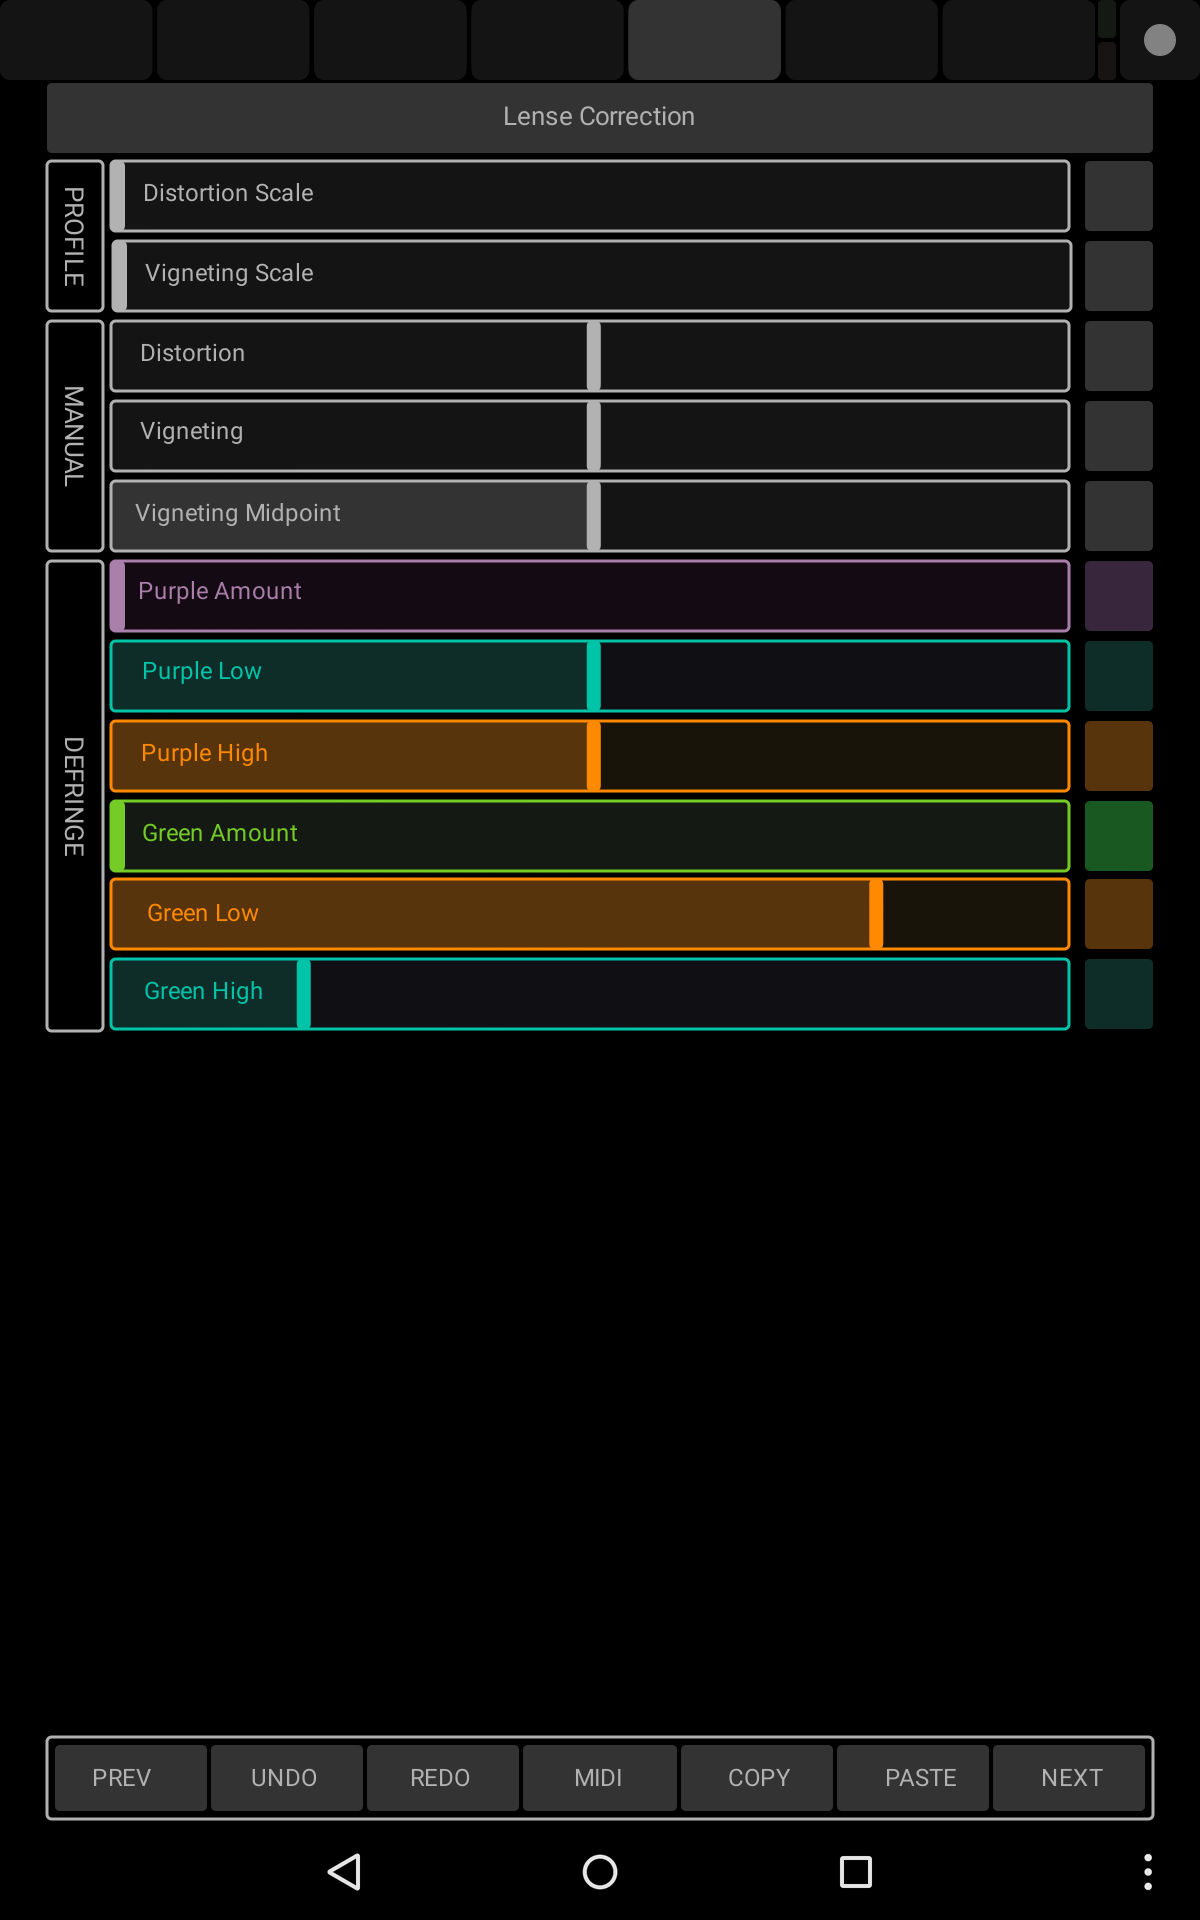 Lense Correction
PROFILE
Distortion Scale
Vigneting Scale
MANUAL
Distortion
Vigneting
Vigneting Midpoint
DEFRINGE
Purple Amount
Purple Low
Purple High
Green Amount
Green Low
Green High
PREV UNDO REDO MIDI COPY PASTE NEXT